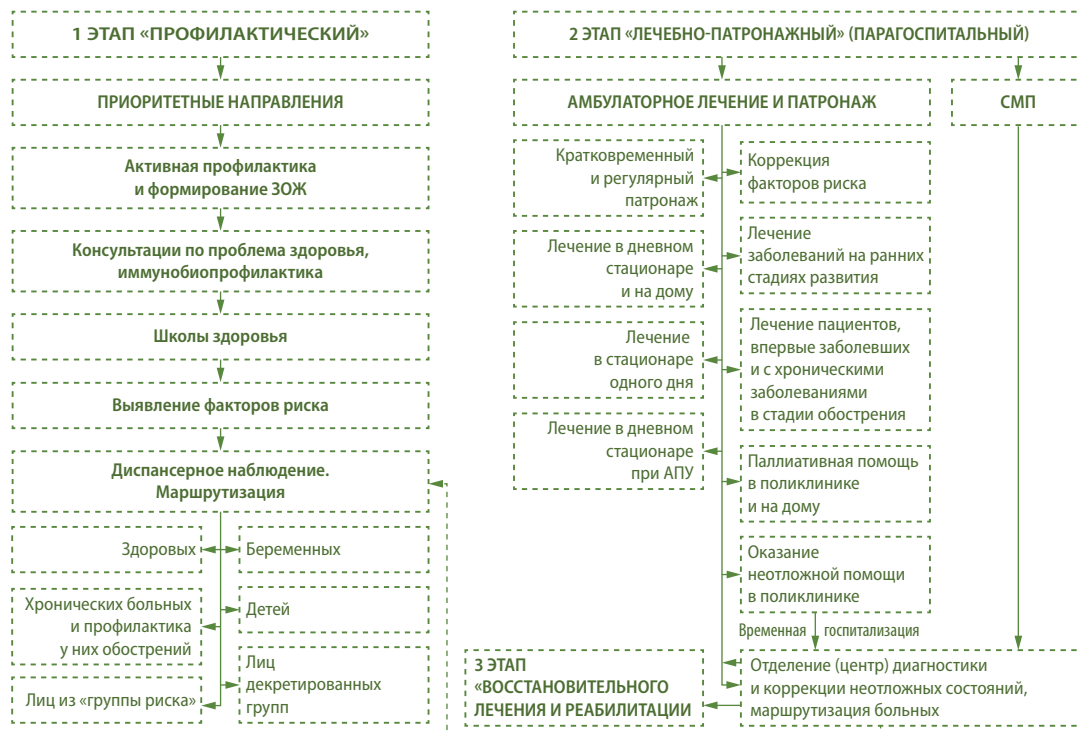 1 ЭТАП «ПРОФИЛАКТИЧЕСКИЙ»
ПРИОРИТЕТНЫЕ НАПРАВЛЕНИЯ
Активная профилактика
и формирование ЗОЖ
Консультации по проблема здоровья,
иммунобиопрофилактика
Школы здоровья
Выявление факторов риска
Диспансерное наблюдение.
Маршрутизация
Здоровых
Беременных
Хронических больных
и профилактика
у них обострений
Детей
Лиц из «группы риска»
Лиц
декретированных
групп
2 ЭТАП «ЛЕЧЕБНО-ПАТРОНАЖНЫЙ» (ПАРАГОСПИТАЛЬНЫЙ)
АМБУЛАТОРНОЕ ЛЕЧЕНИЕ И ПАТРОНАЖ
СМП
Кратковременный
и регулярный
патронаж
Коррекция
факторов риска
Лечение в дневном
стационаре
и на дому
Лечение
заболеваний на ранних
стадиях развития
Лечение
в стационаре
одного дня
Лечение пациентов,
впервые заболевших
и с хроническими
заболеваниями
в стадии обострения
Лечение в дневном
стационаре
при АПУ
Паллиативная помощь
в поликлинике
и на дому
Оказание
неотложной помощи
в поликлинике
Временная госпитализация
Отделение (центр) диагностики
и коррекции неотложных состояний,
маршрутизация больных
3 ЭТАП
«ВОССТАНОВИТЕЛЬНОГО
ЛЕЧЕНИЯ И РЕАБИЛИТАЦИИ